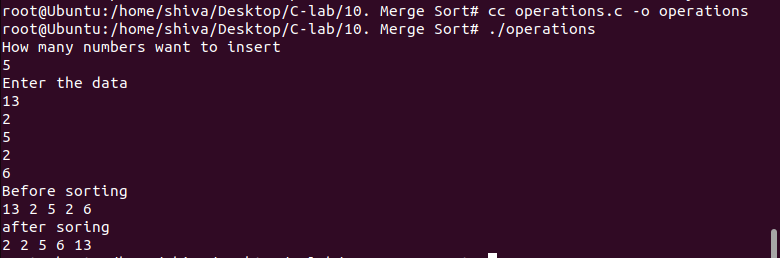 root@Ubuntu:/home/shiva/Desktop/C-lab/10. Merge Sort# cc operations.c -o operations
root@Ubuntu:/home/shiva/Desktop/C-lab/10. Merge Sort# ./operations
How many numbers want to insert
5
Enter the data
13
2
5
2
6
Before sorting
13 2 5 2 6
after soring
2 2 5 6 13